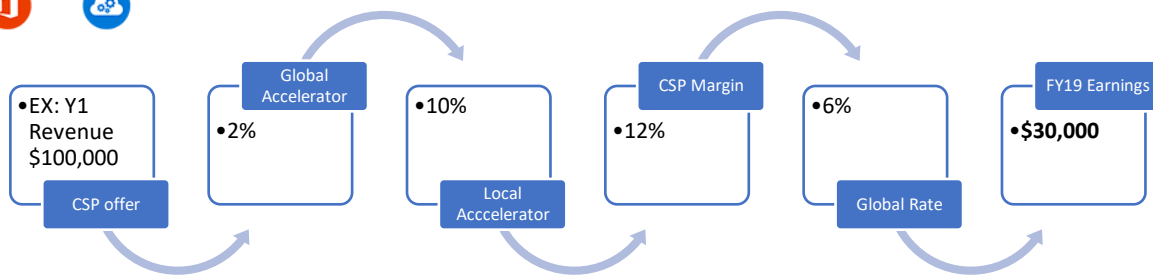 •EX: Y1
Revenue
$100,000
CSP offer
Global
Accelerator
•2%
•10%
Local
Acccelerator
CSP Margin
•12%
•6%
Global Rate
FY19 Earnings
•$30,000